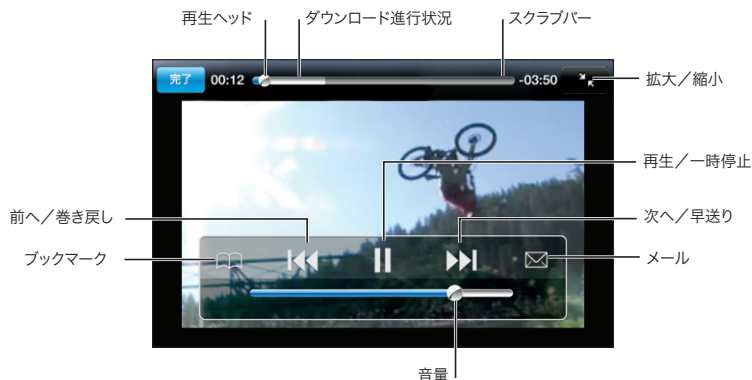 再生ヘッド
ダウンロード進行状況
スクラブバー
完了
00:12
-03:50
拡大／縮小
再生／一時停止
前へ／巻き戻し
次へ／早送り
ブックマーク
メール
音量